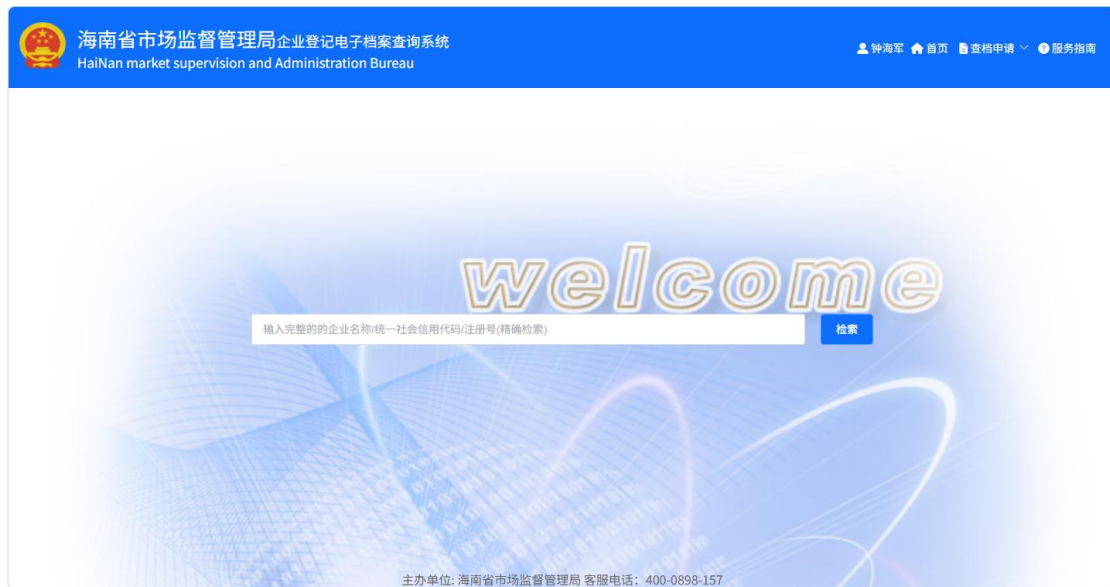 海南省市场监督管理局企业登记电子档案查询系统
HaiNan market supervision and Administration Bureau
钟海军 首页 查档申请 服务指南
welcome
输入完整的的企业名称/统一社会信用代码/注册号(精确检索)
检索
主办单位: 海南省市场监督管理局 客服电话：400-0898-157